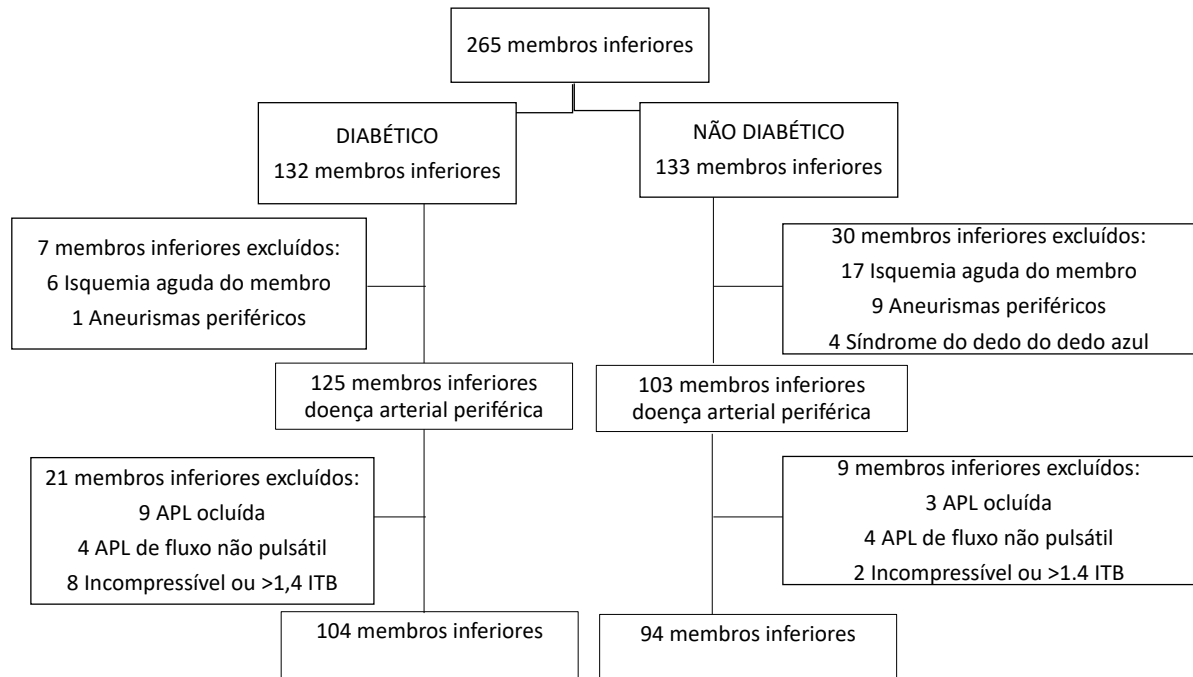 265 membros inferiores
DIABÉTICO
132 membros inferiores
NÃO DIABÉTICO
133 membros inferiores
7 membros inferiores excluídos:
6 Isquemia aguda do membro
1 Aneurismas periféricos
30 membros inferiores excluídos:
17 Isquemia aguda do membro
9 Aneurismas periféricos
4 Síndrome do dedo do dedo azul
125 membros inferiores
doença arterial periférica
103 membros inferiores
doença arterial periférica
21 membros inferiores excluídos:
9 APL ocluída
4 APL de fluxo não pulsátil
8 Incompressível ou >1,4 ITB
9 membros inferiores excluídos:
3 APL ocluída
4 APL de fluxo não pulsátil
2 Incompressível ou >1.4 ITB
104 membros inferiores
94 membros inferiores